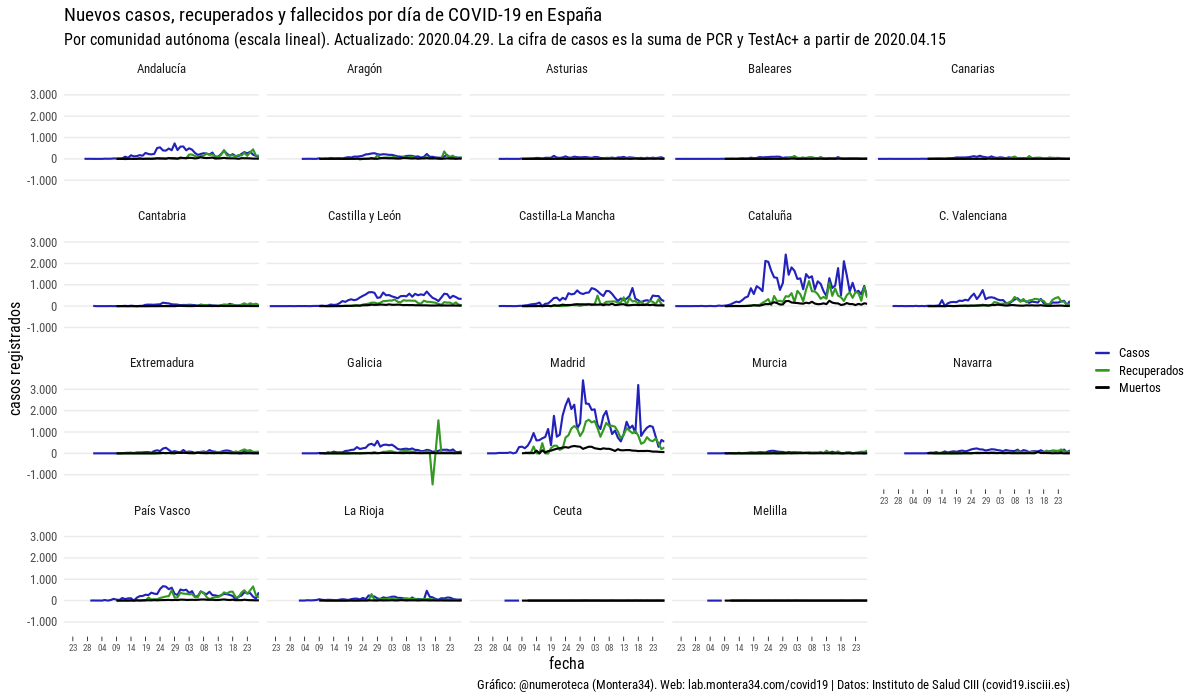 Nuevos casos, recuperados y fallecidos por día de COVID-19 en España
Por comunidad autónoma (escala lineal). Actualizado: 2020.04.29. La cifra de casos es la suma de PCR y TestAc+ a partir de 2020.04.15
Andalucía Aragón Asturias Baleares Canarias
3.000
2.000
1.000
0
-1.000
Cantabria Castilla y León Castilla-La Mancha Cataluña C. Valenciana
3.000
2.000
1.000
0
-1.000
casos registrados
Casos
Recuperados
Muertos
Extremadura Galicia Madrid Murcia Navarra
3.000
2.000
1.000
0
-1.000
23 28 04 09 14 19 24 29 03 08 13 18 23
País Vasco La Rioja Ceuta Melilla
3.000
2.000
1.000
0
-1.000
23 28 04 09 14 19 24 29 03 08 13 18 23 23 28 04 09 14 19 24 29 03 08 13 18 23 23 28 04 09 14 19 24 29 03 08 13 18 23 23 28 04 09 14 19 24 29 03 08 13 18 23
fecha
Gráfico: @numeroteca (Montera34). Web: lab.montera34.com/covid19 | Datos: Instituto de Salud CIII (covid19.isciii.es)